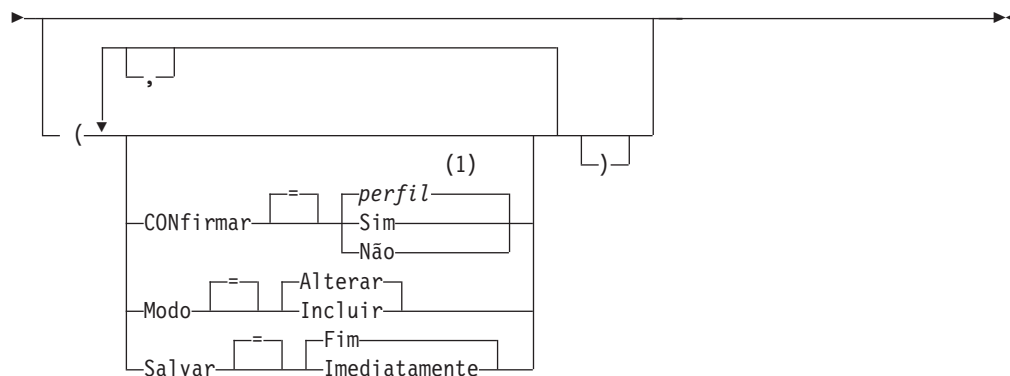 ,
(
)
(1)
= perfil
CONfirmar Sim
Não
= Alterar
Modo Incluir
= Fim
Salvar Imediatamente